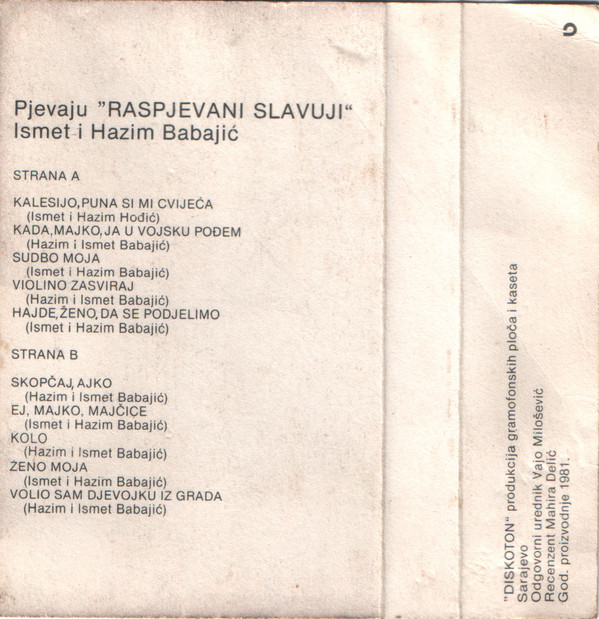 Pjevaju "RASPJEVANI SLAVUJI“
Ismet i Hazim Babajić
STRANA A
KALESIJO, PUNA SI MI CVIJEĆA
(Ismet i Hazim Hođić)
KADA, MAJKO, JA U VOJSKU POĐEM
(Hazim i Ismet Babajić)
SUDBO MOJA
(Ismet i Hazim Babajić)
VIOLINO ZASVIRAJ
(Hazim i Ismet Babajić)
HAJDE, ŽENO, DA SE PODJELIMO
(Ismet i Hazim Babajić)
STRANA B
SKOPČAJ, AJKO
(Hazim i Ismet Babajić)
EJ, MAJKO, MAJČICE
(Ismet i Hazim Babajić)
KOLO
(Hazim i Ismet Babajić)
ŽENO MOJA
(Ismet i Hazim Babajić)
VOLIO SAM DJEVOJKU IZ GRADA
(Hazim i Ismet Babajić)
"DISKOTON“ produkcija gramofonskih ploča i kaseta
Sarajevo
Odgovorni urednik Vajo Milošević
Recenzent Mahira Delić
God. proizvodnje 1981.